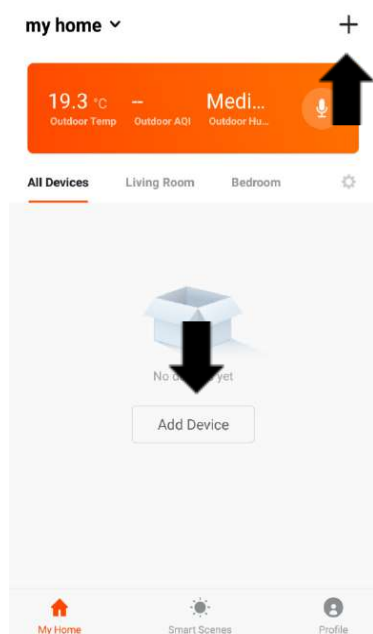 my home
19.3 °C — Medi...
Outdoor Temp Outdoor AQI Outdoor Hu...
All Devices Living Room Bedroom
No yet
Add Device
My Home Smart Scenes Profile